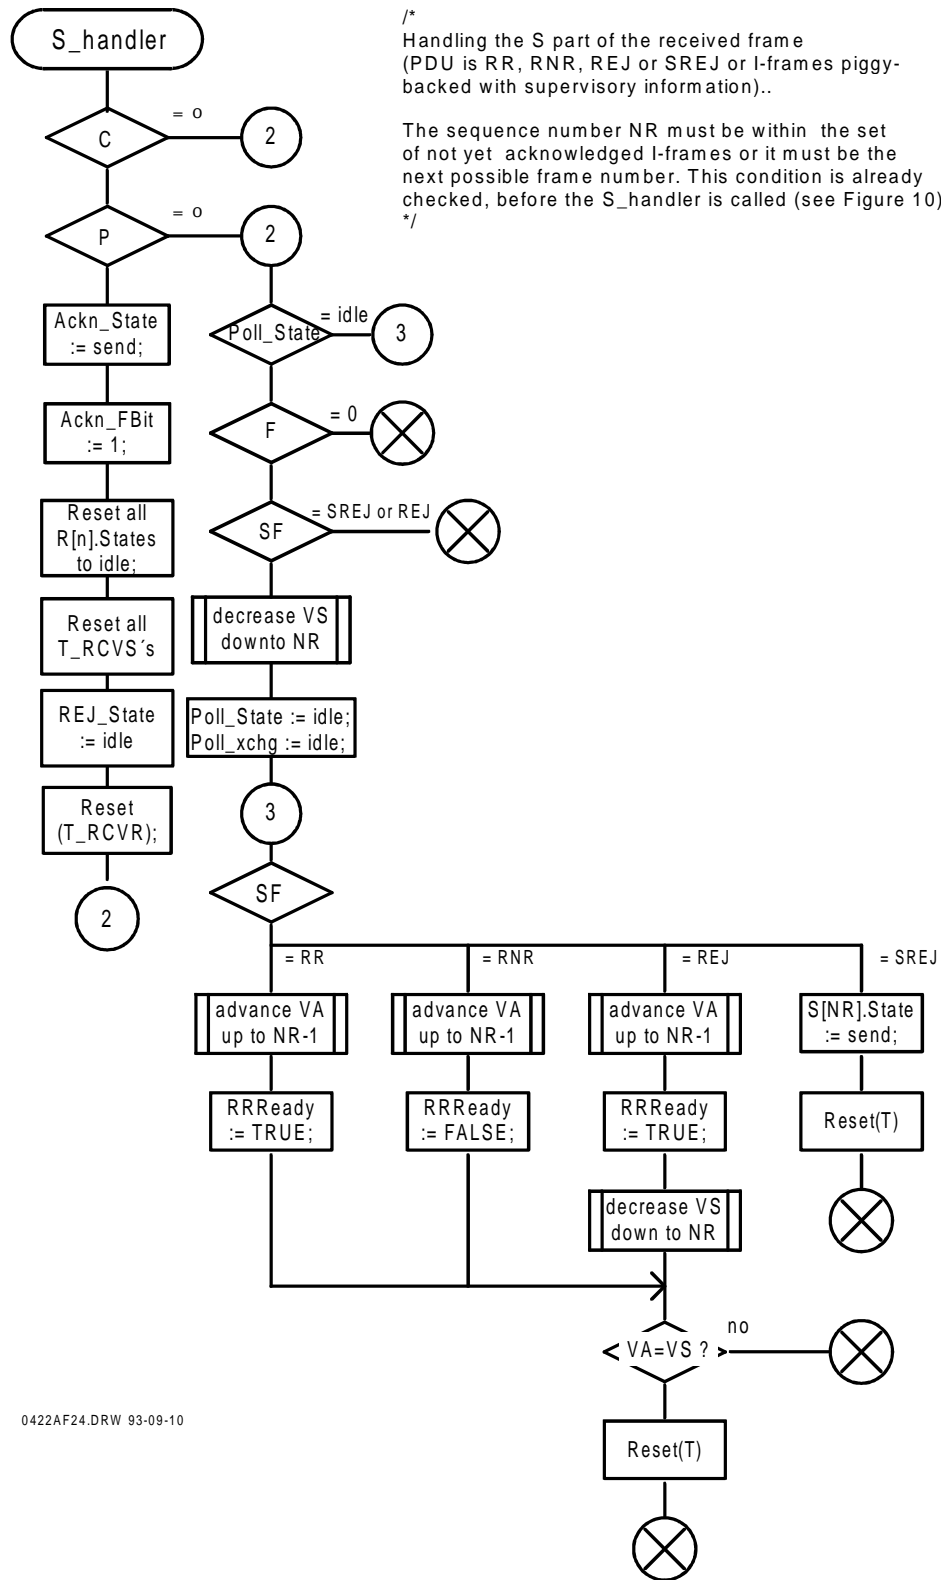 S_handler
/*
Handling the S part of the received frame
(PDU is RR, RNR, REJ or SREJ or I-frames piggy-
backed with supervisory information)..
The sequence number NR must be within the set
of not yet acknowledged I-frames or it must be the
next possible frame number. This condition is already
checked, before the S_handler is called (see Figure 10)
*/
C
= 0
2
P
= 0
2
Ackn_State
:= send;
Ackn_FBit
:= 1;
Reset all
R[n].States
to idle;
Reset all
T_RCVS´s
REJ_State
:= idle
Reset
(T_RCVR);
2
Poll_State
= idle
3
F
= 0
SF
= SREJ or REJ
decrease VS
downto NR
Poll_State := idle;
Poll_xchg := idle;
3
SF
= RR
= RNR
= REJ
= SREJ
advance VA
up to NR-1
advance VA
up to NR-1
advance VA
up to NR-1
S[NR].State
:= send;
RRReady
:= TRUE;
RRReady
:= FALSE;
RRReady
:= TRUE;
Reset(T)
decrease VS
down to NR
VA=VS ?
no
Reset(T)
0422AF24.DRW 93-09-10